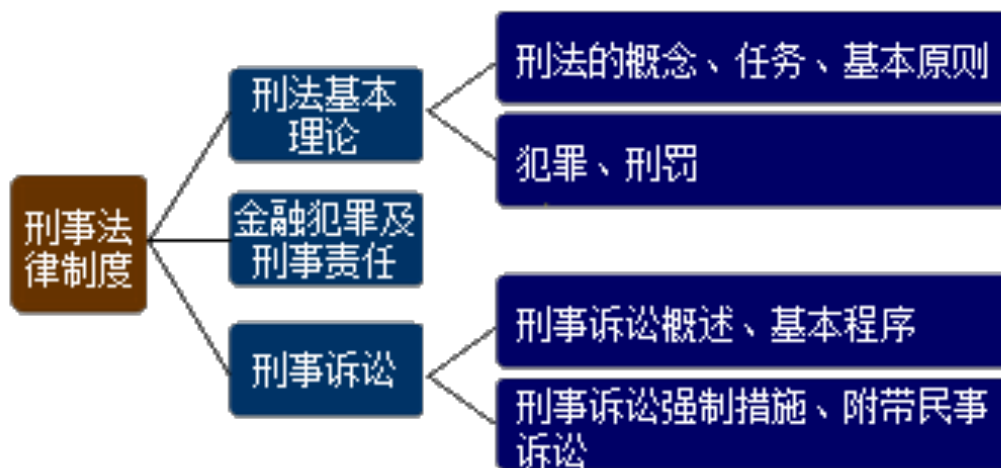 刑法的概念、任务、基本原则
刑法基本
理论
犯罪、刑罚
刑事法
律制度
金融犯罪及
刑事责任
刑事诉讼概述、基本程序
刑事诉讼
刑事诉讼强制措施、附带民事
诉讼